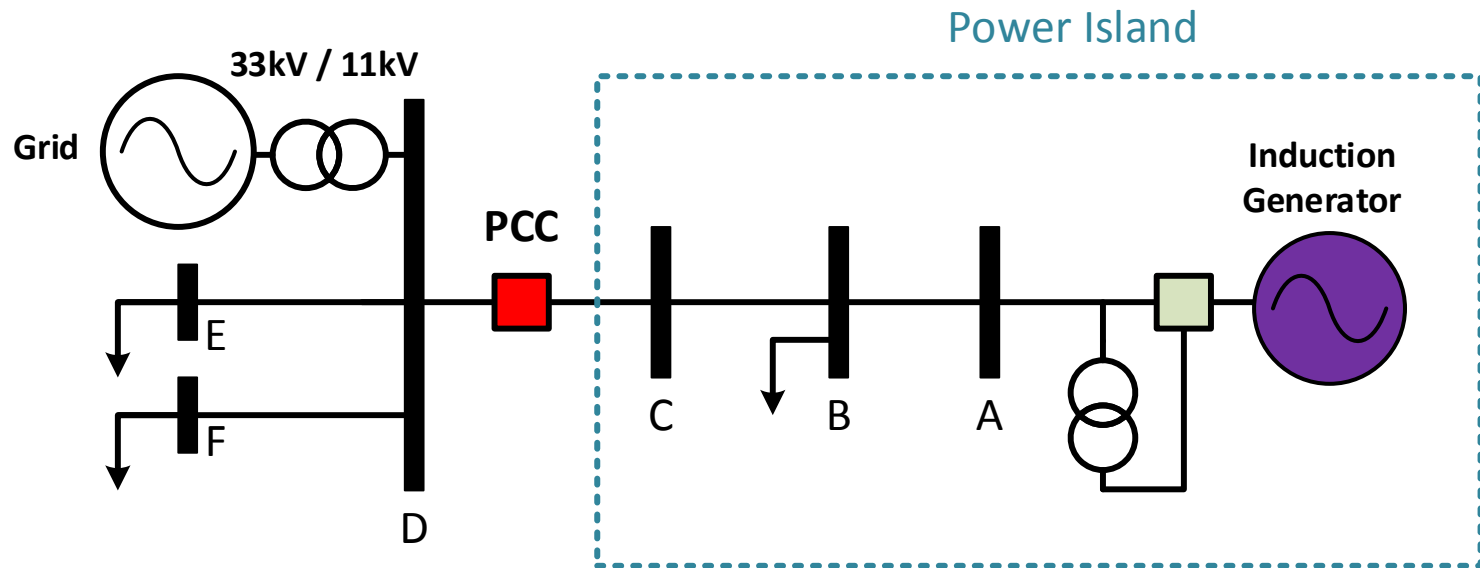 Power Island
33kV / 11kV
Grid
Induction
Generator
PCC
E
F
C
B
A
D